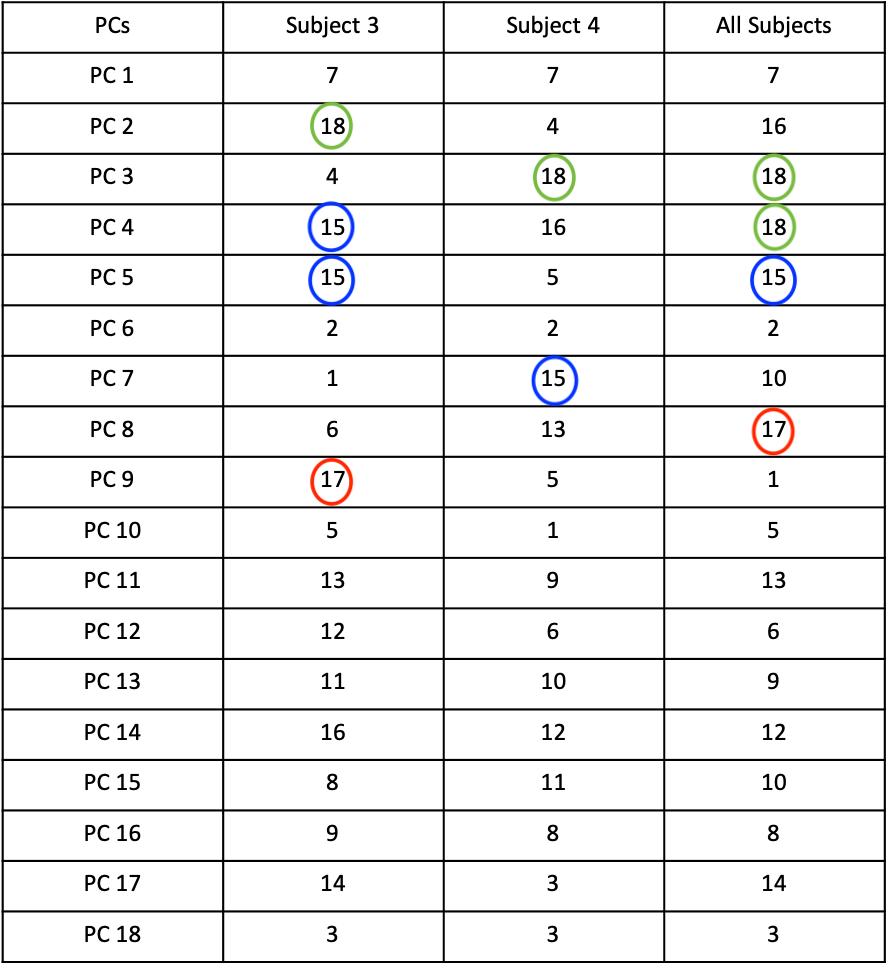 PCs Subject 3 Subject 4 All Subjects
PC 1 7 7 7
PC 2 18 4 16
PC 3 4 18 18
PC 4 15 16 18
PC 5 15 5 15
PC 6 2 2 2
PC 7 1 15 10
PC 8 6 13 17
PC 9 17 5 1
PC 10 5 1 5
PC 11 13 9 13
PC 12 12 6 6
PC 13 11 10 9
PC 14 16 12 12
PC 15 8 11 10
PC 16 9 8 8
PC 17 14 3 14
PC 18 3 3 3